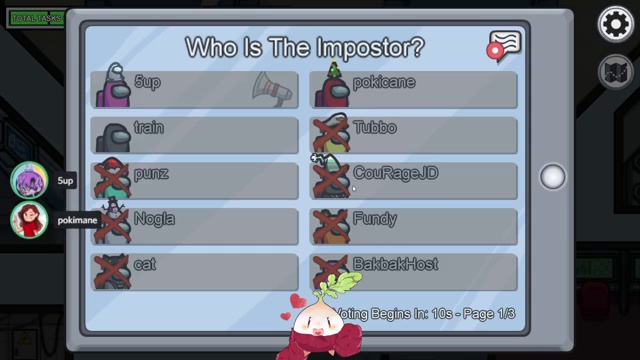 TOTAL TASKS
Who Is The Impostor?
5up
pokicane
train
Tubbo
punz
CouRageJD
Nogla
Fundy
cat
BakbakHost
5up
pokimane
Voting Begins In: 10s - Page 1/3